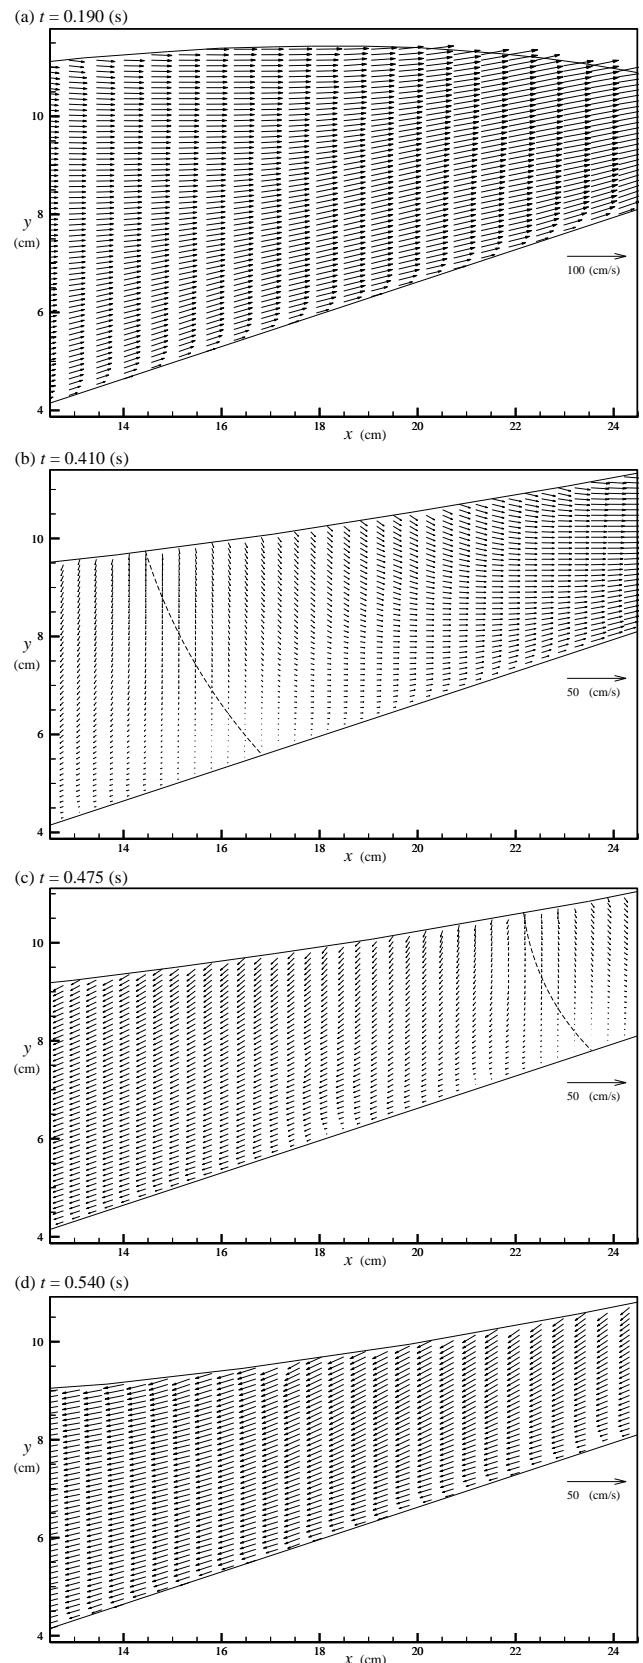 (a) t = 0.190 (s)
10
8
y
(cm)
100 (cm/s)
6
4
14 16 18 20 22 24
x (cm)
(b) t = 0.410 (s)
10
8
y
(cm)
50 (cm/s)
6
4
14 16 18 20 22 24
x (cm)
(c) t = 0.475 (s)
10
8
y
(cm)
50 (cm/s)
6
4
14 16 18 20 22 24
x (cm)
(d) t = 0.540 (s)
10
8
y
(cm)
50 (cm/s)
6
4
14 16 18 20 22 24
x (cm)